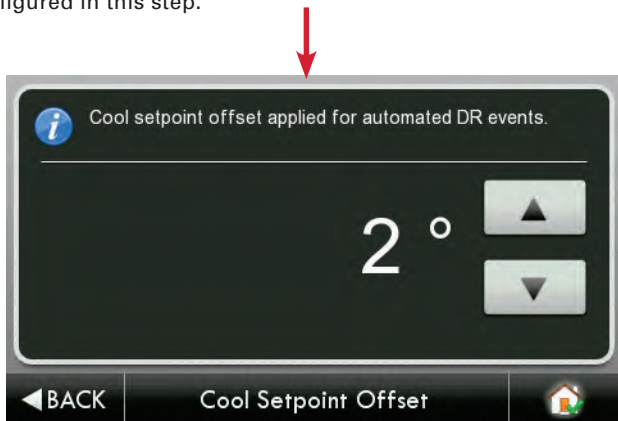 figured in this step.
Cool setpoint offset applied for automated DR events.
2 °
BACK
Cool Setpoint Offset